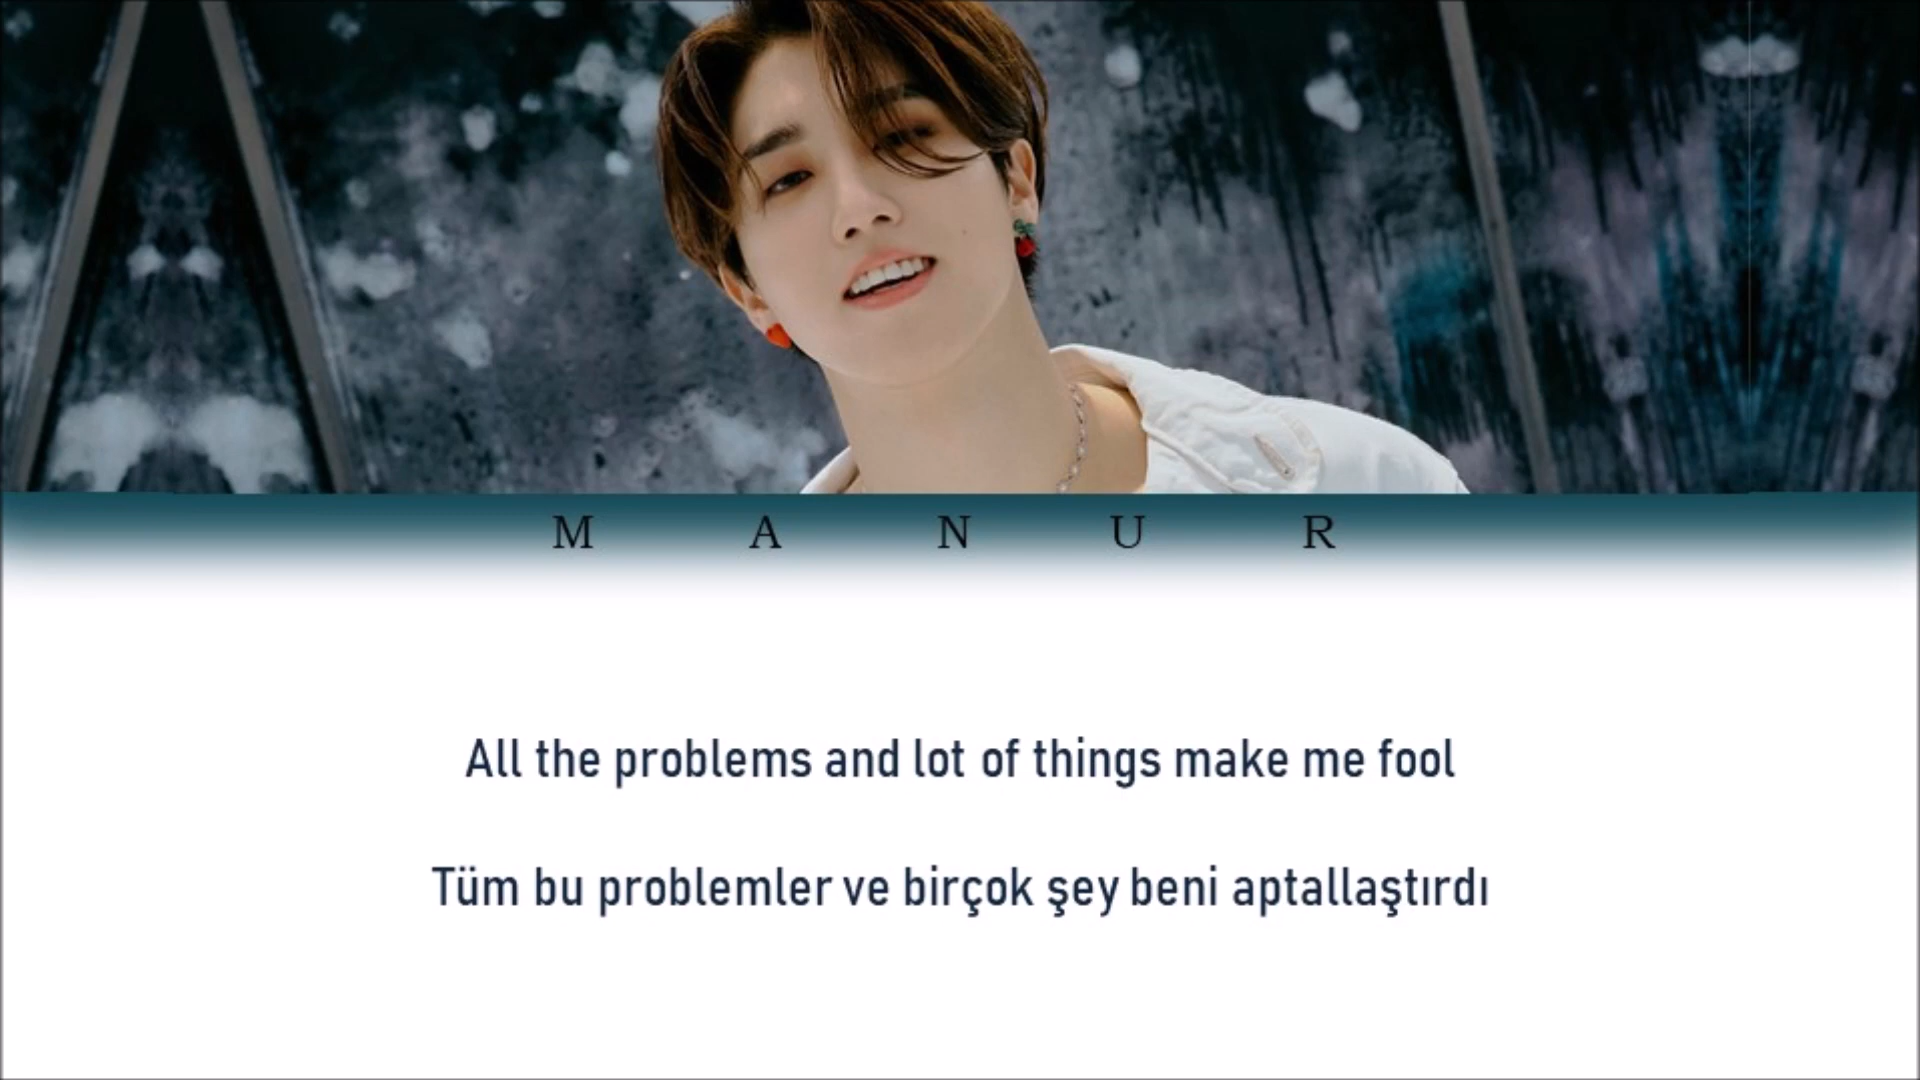 M A N U R
All the problems and lot of things make me fool
Tüm bu problemler ve birçok şey beni aptallaştırdı